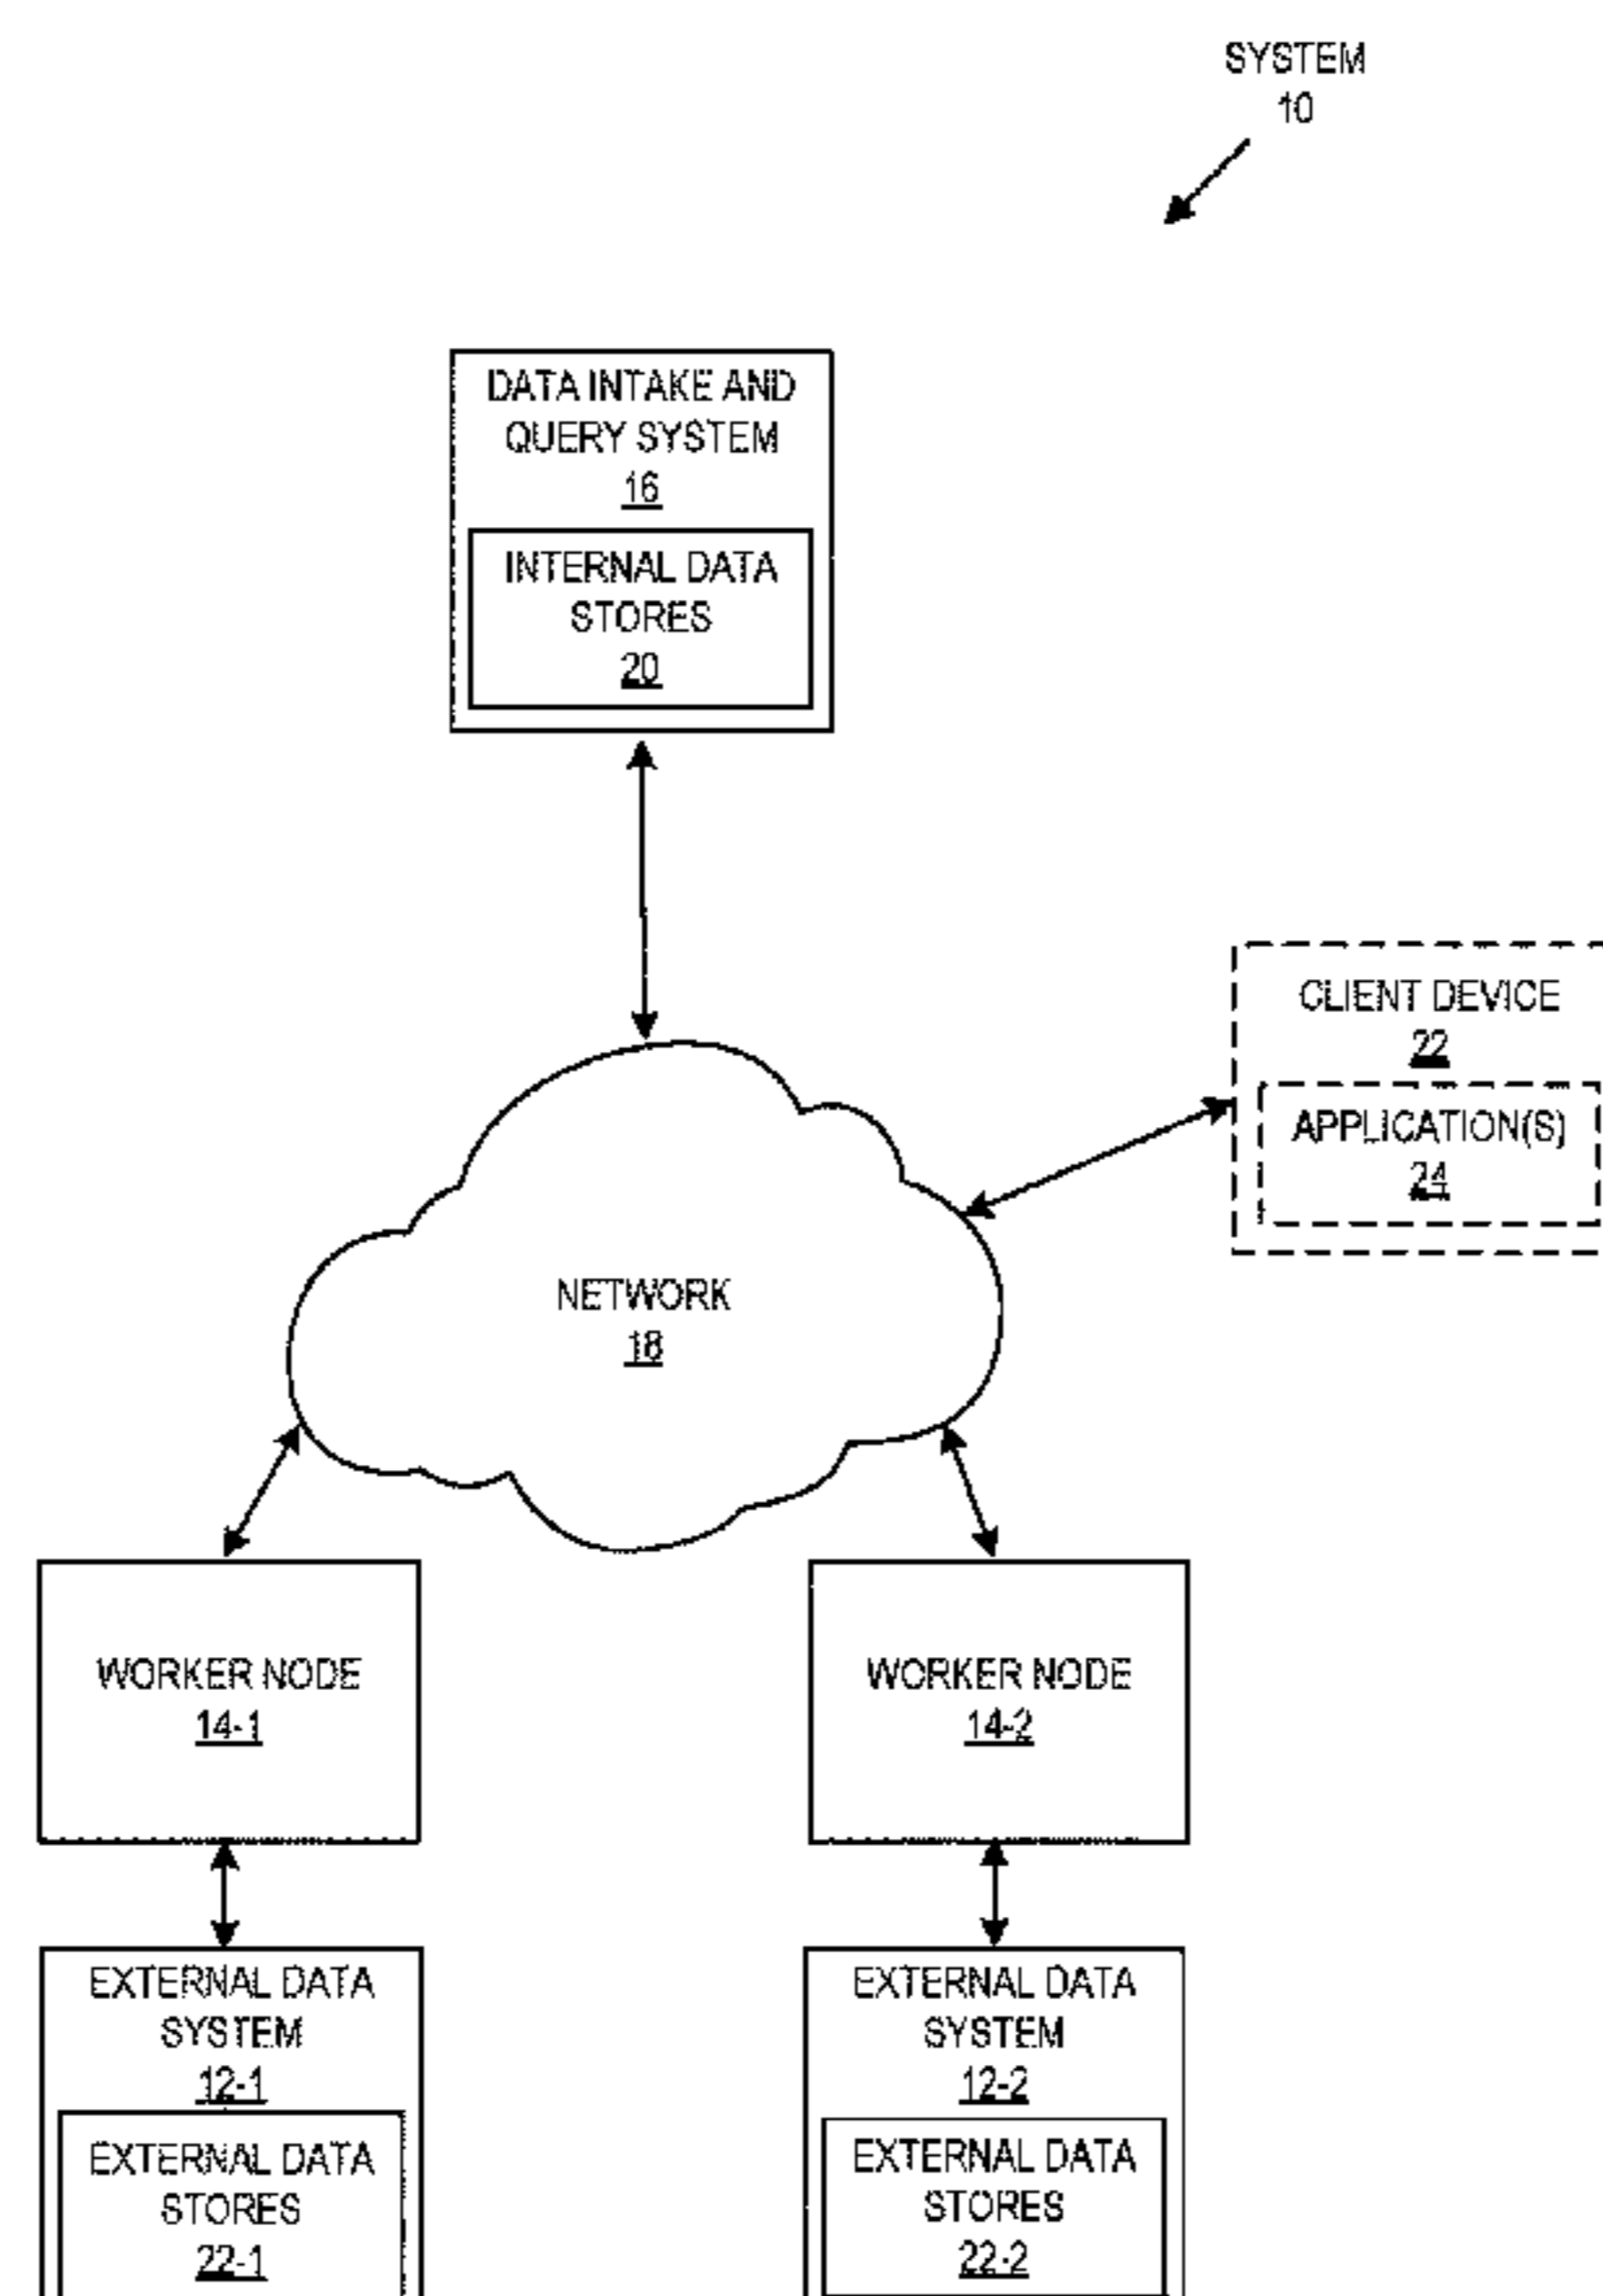 SYSTEM
10
DATA INTAKE AND
QUERY SYSTEM
16
INTERNAL DATA
STORES
20
CLIENT DEVICE
22
APPLICATION(S)
24
NETWORK
18
WORKER NODE
14-1
WORKER NODE
14-2
EXTERNAL DATA
SYSTEM
12-1
EXTERNAL DATA
STORES
22-1
EXTERNAL DATA
SYSTEM
12-2
EXTERNAL DATA
STORES
22-2